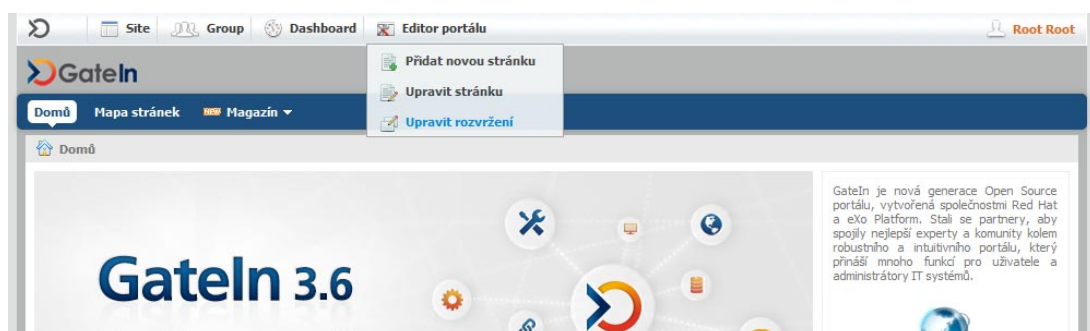 Site Group Dashboard Editor portálu Root Root
GateIn
Přidat novou stránku
Upravit stránku
Upravit rozvržení
Domů Mapa stránek NEW Magazín
Domů
GateIn 3.6
GateIn je nová generace Open Source
portálu, vytvořená společnostmi Red Hat
a eXo Platform. Stali se partnery, aby
spojily nejlepší experty a komunity kolem
robustního a intuitivního portálu, který
přináší mnoho funkcí pro uživatele a
administrátory IT systémů.